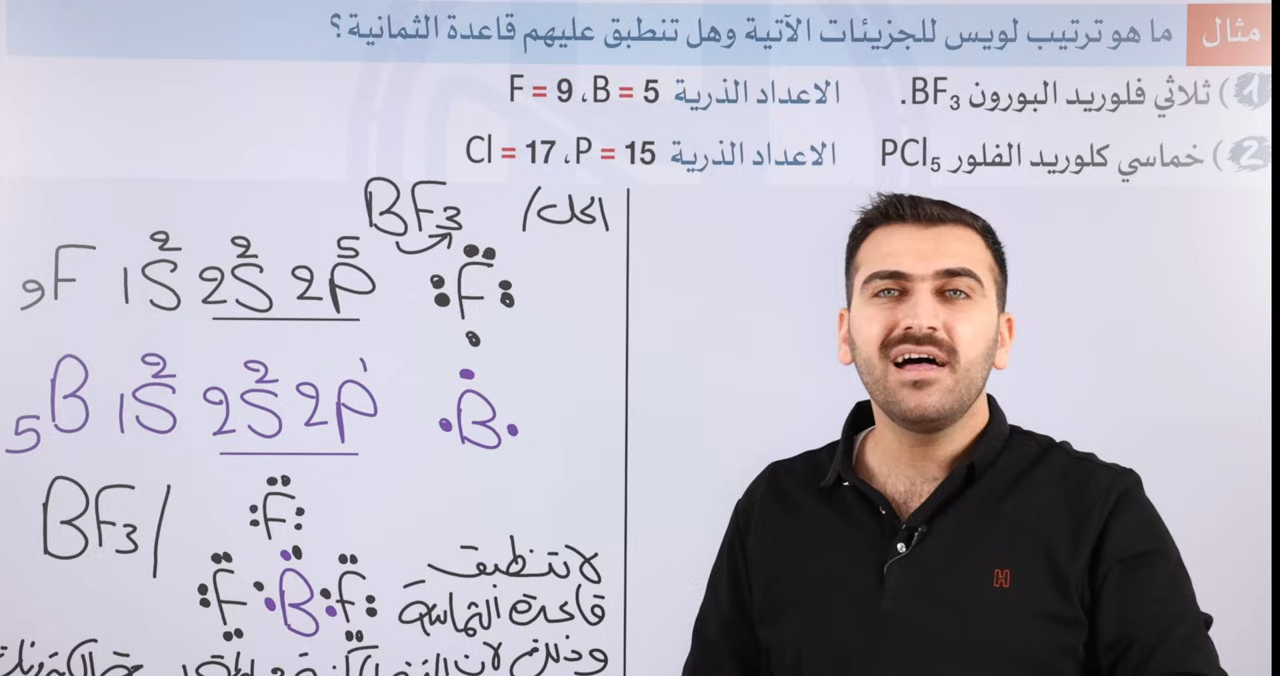 مثال ما هو ترتيب لويس للجزيئات الآتية وهل تنطبق عليهم قاعدة الثمانية؟
1) ثلاثي فلوريد البورون BF₃. الاعداد الذرية F = 9 ،B = 5
2) خماسي كلوريد الفلور PCl₅ الاعداد الذرية Cl = 17 ،P = 15
الحل/ BF₃
₉F 1S² 2S² 2P⁵ F
₅B 1S² 2S² 2P¹ B
BF₃/ F
F B F
لا تنطبق
قاعدة الثمانية
وذلك لان
H